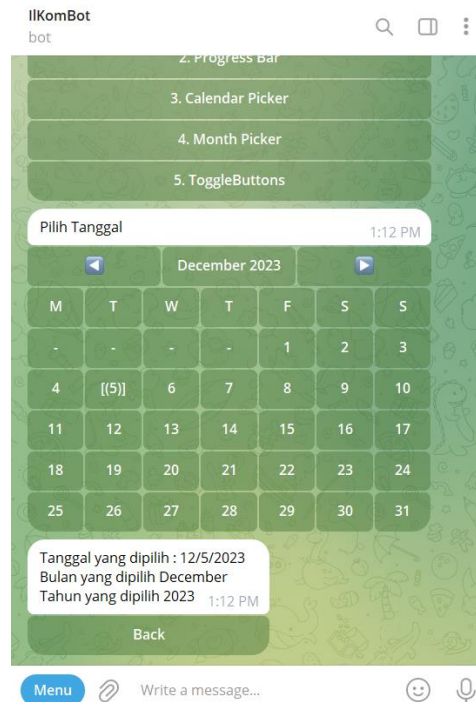 IlKomBot
bot
2. Progress Bar
3. Calendar Picker
4. Month Picker
5. ToggleButtons
Pilih Tanggal
1:12 PM
December 2023
M T W T F S S
- - - - 1 2 3
4 [(5)] 6 7 8 9 10
11 12 13 14 15 16 17
18 19 20 21 22 23 24
25 26 27 28 29 30 31
Tanggal yang dipilih : 12/5/2023
Bulan yang dipilih December
Tahun yang dipilih 2023 1:12 PM
Back
Menu Write a message...